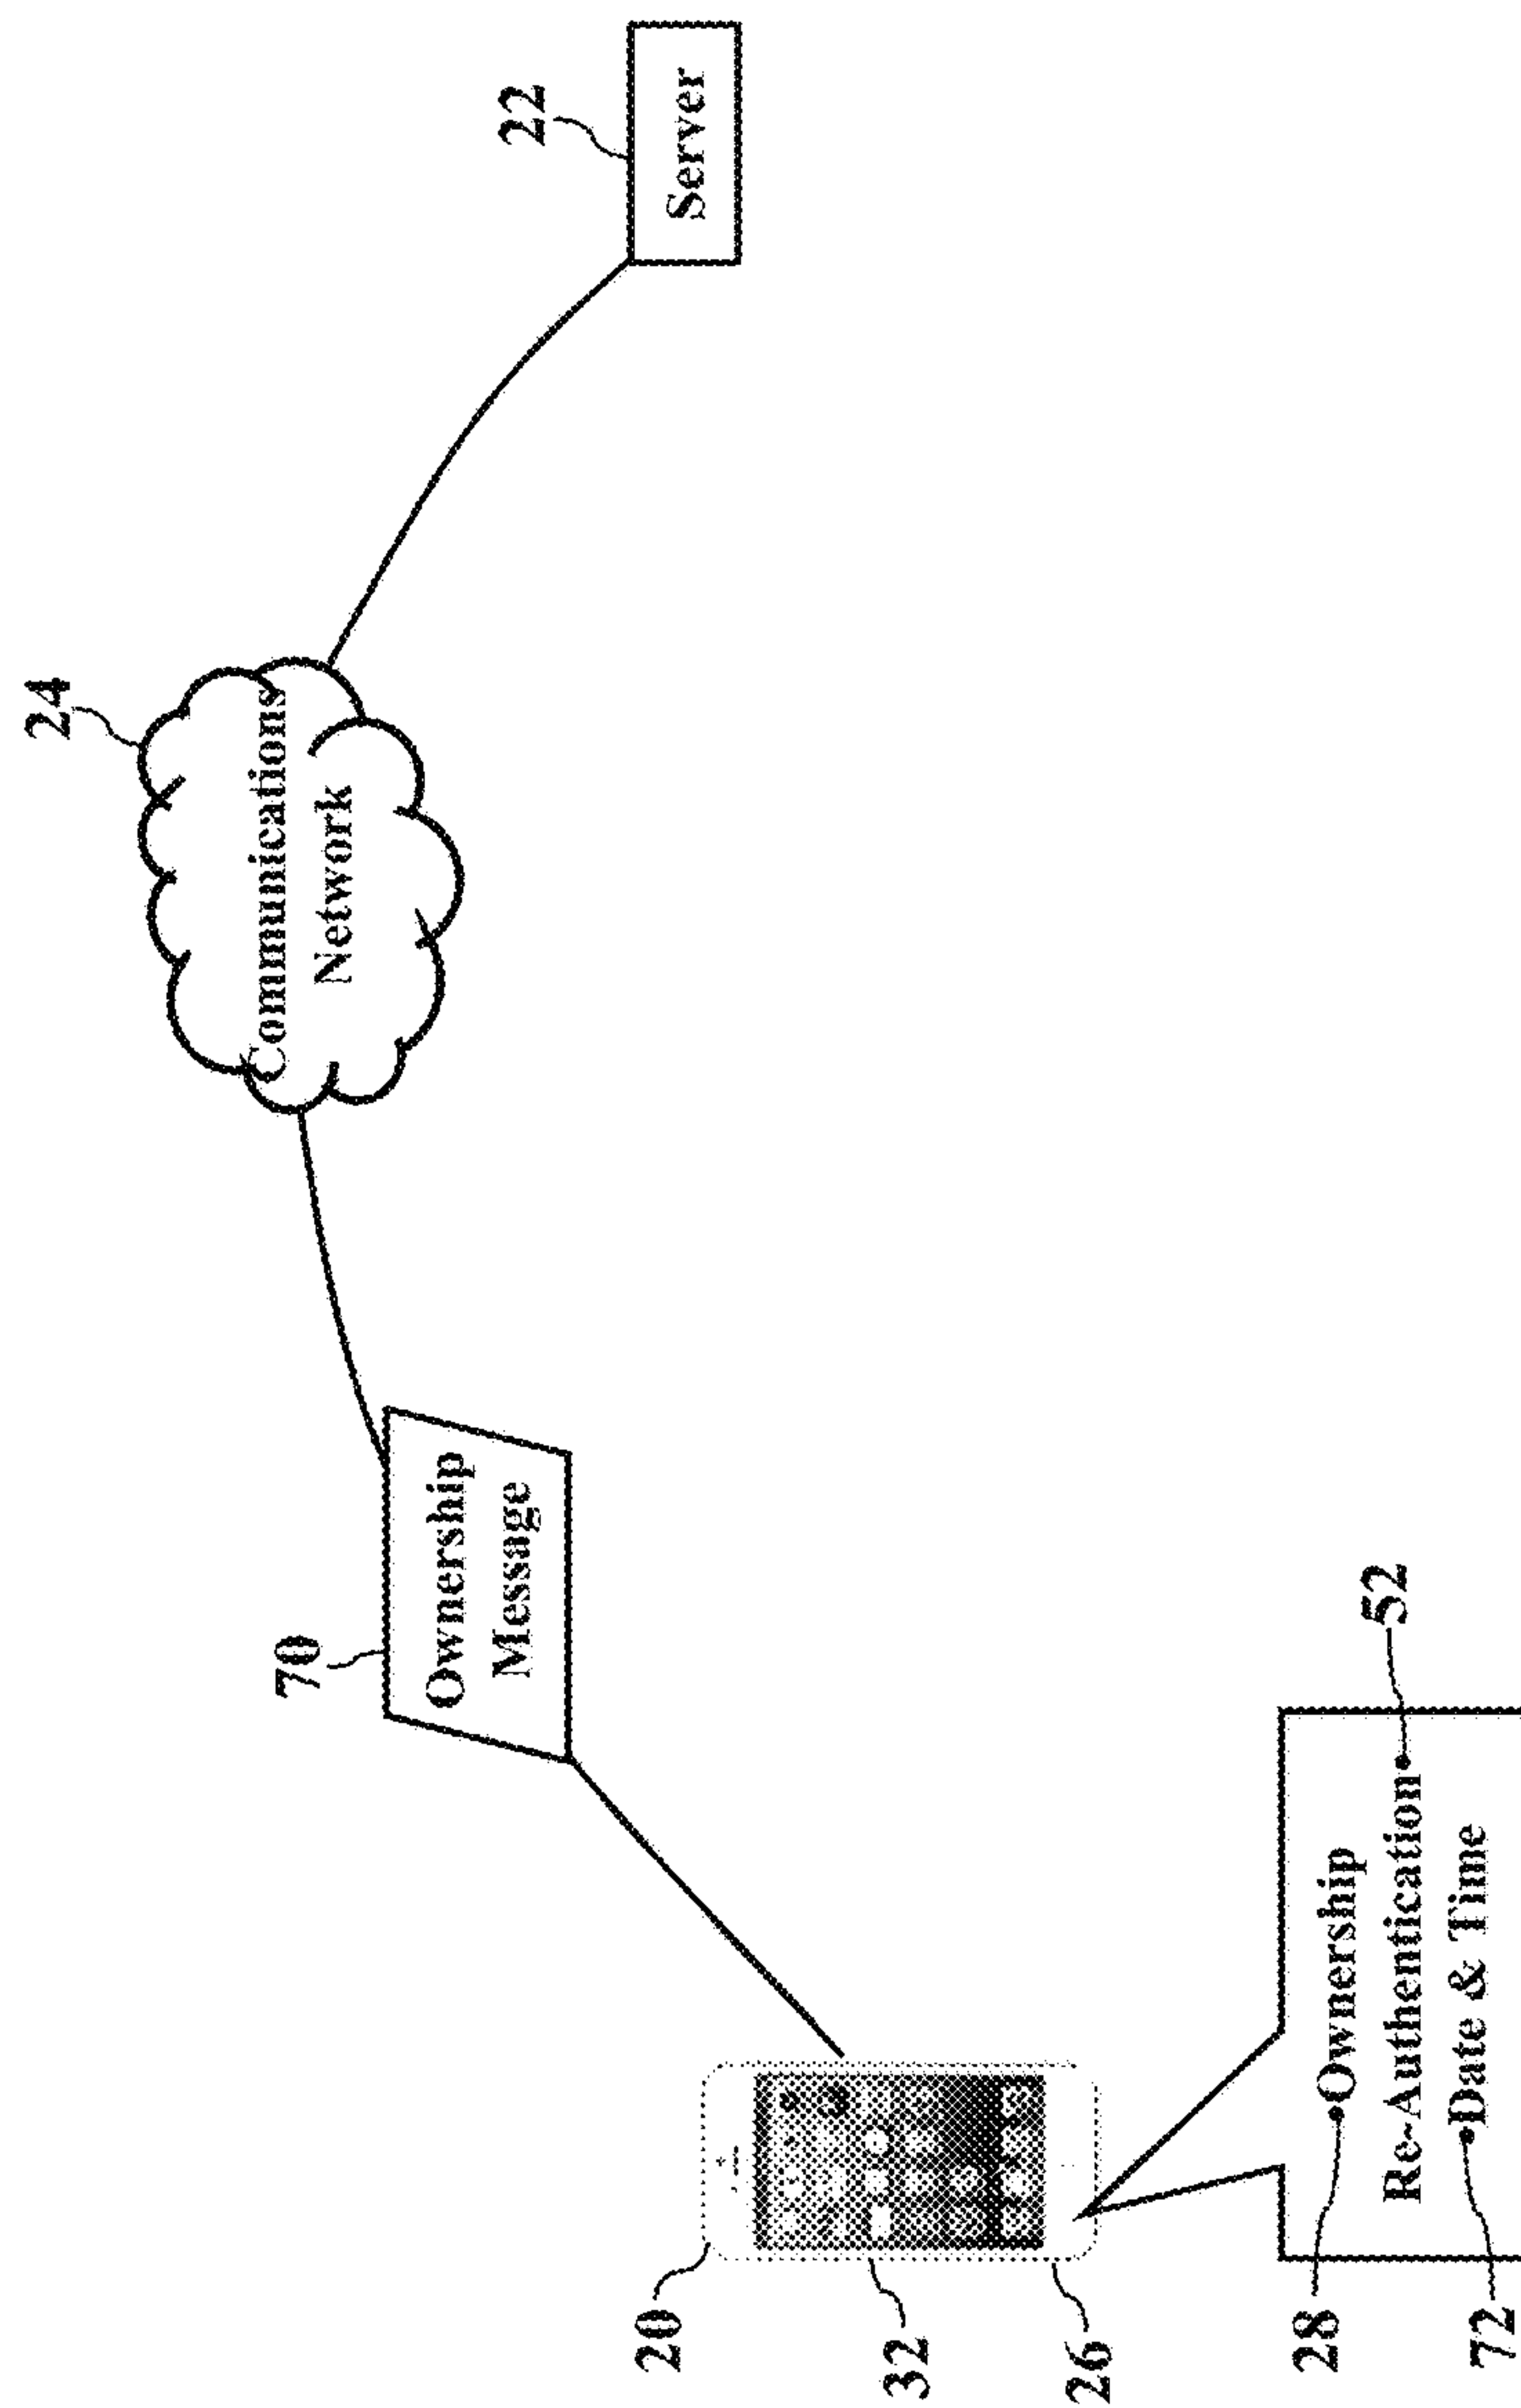 24
Communications
Network
22
Server
70
Ownership
Message
20
32
26
52
28
Ownership
Re-Authentication
72
Date & Time